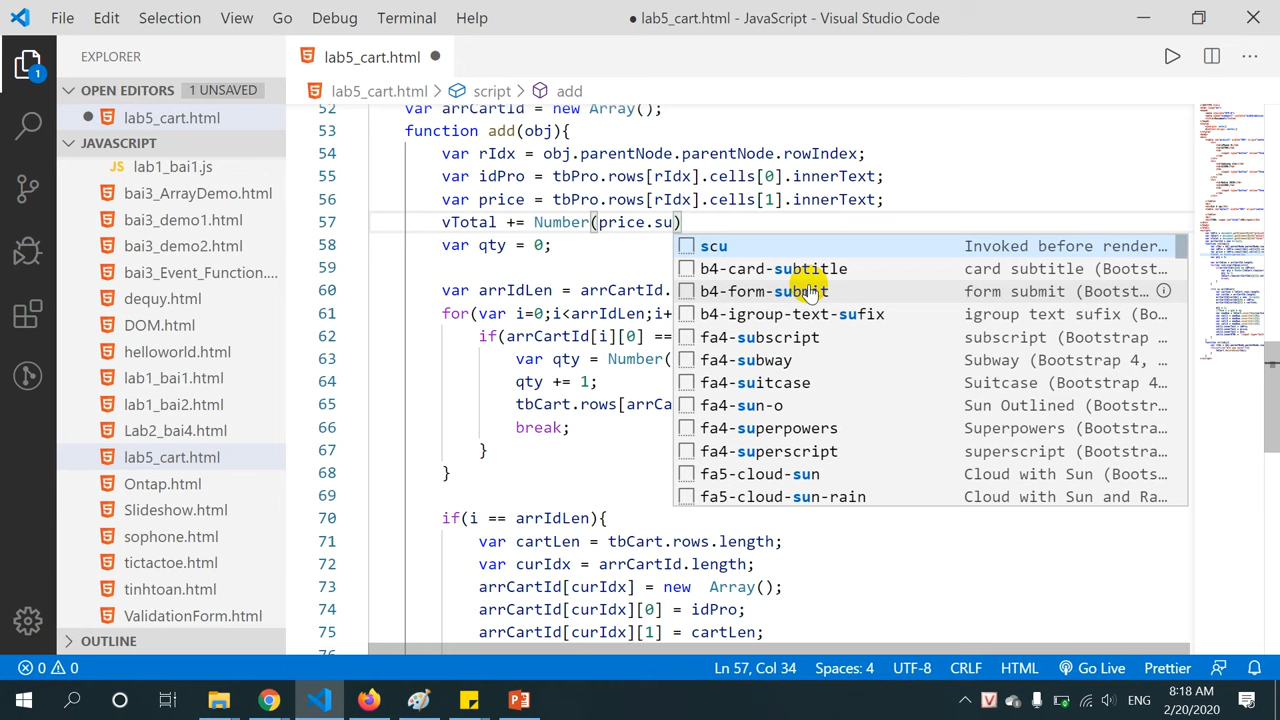 File Edit Selection View Go Debug Terminal Help ● lab5_cart.html - JavaScript - Visual Studio Code
EXPLORER
lab5_cart.html ●
OPEN EDITORS 1 UNSAVED
lab5_cart.html > script > add
lab5_cart.html
JAVASCRIPT
lab1_bai1.js
bai3_ArrayDemo.html
bai3_demo1.html
bai3_demo2.html
bai3_Event_Function....
dequy.html
DOM.html
helloworld.html
lab1_bai1.html
lab1_bai2.html
Lab2_bai4.html
lab5_cart.html
Ontap.html
Slideshow.html
sophone.html
tictactoe.html
tinhtoan.html
ValidationForm.html
OUTLINE
1
52 var arrCartId = new Array();
53 function add(obj){
54 var rIdx = obj.parentNode.parentNode.rowIndex;
55 var idPro = tbPro.rows[rIdx].cells[0].innerText;
56 var price = tbPro.rows[rIdx].cells[1].innerText;
57 vTotal = Number(price.su)
58 var qty = 0;
59
60 var arrIdLen = arrCartId.
61 for(var i=0;i<arrIdLen;i+
62 if(arrCartId[i][0] ==
63 var qty = Number(
64 qty += 1;
65 tbCart.rows[arrCa
66 break;
67 }
68 }
69
70 if(i == arrIdLen){
71 var cartLen = tbCart.rows.length;
72 var curIdx = arrCartId.length;
73 arrCartId[curIdx] = new Array();
74 arrCartId[curIdx][0] = idPro;
75 arrCartId[curIdx][1] = cartLen;
scu Invoked before render...
b4-card-subtitle Card subtitle (Bootst...
b4-form-submit form submit (Bootst...
b4-igroup-text-sufix igroup text sufix (Bo...
fa4-subscript subscript (Bootstrap ...
fa4-subway Subway (Bootstrap 4, ...
fa4-suitcase Suitcase (Bootstrap 4...
fa4-sun-o Sun Outlined (Bootstr...
fa4-superpowers Superpowers (Bootstra...
fa4-superscript superscript (Bootstra...
fa5-cloud-sun Cloud with Sun (Boots...
fa5-cloud-sun-rain Cloud with Sun and Ra...
0 0 Ln 57, Col 34 Spaces: 4 UTF-8 CRLF HTML Go Live Prettier
ENG 8:18 AM
2/20/2020